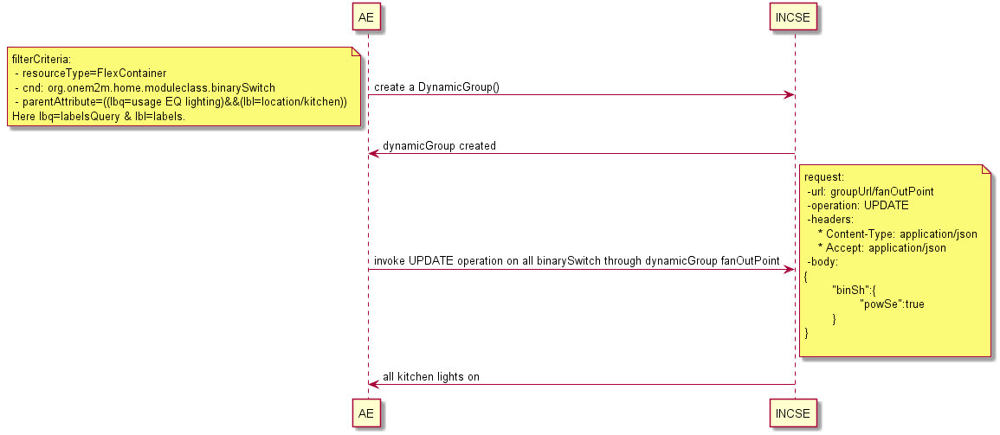 AE
INCSE
filterCriteria:
- resourceType=FlexContainer
- cnd: org.onem2m.home.moduleclass.binarySwitch
- parentAttribute=((lbq=usage EQ lighting)&&(lbl=location/kitchen))
Here lbq=labelsQuery & lbl=labels.
create a DynamicGroup()
dynamicGroup created
request:
-url: groupUrl/fanOutPoint
-operation: UPDATE
-headers:
* Content-Type: application/json
* Accept: application/json
-body:
{
"binSh":{
"powSe":true
}
}
invoke UPDATE operation on all binarySwitch through dynamicGroup fanOutPoint
all kitchen lights on
AE
INCSE